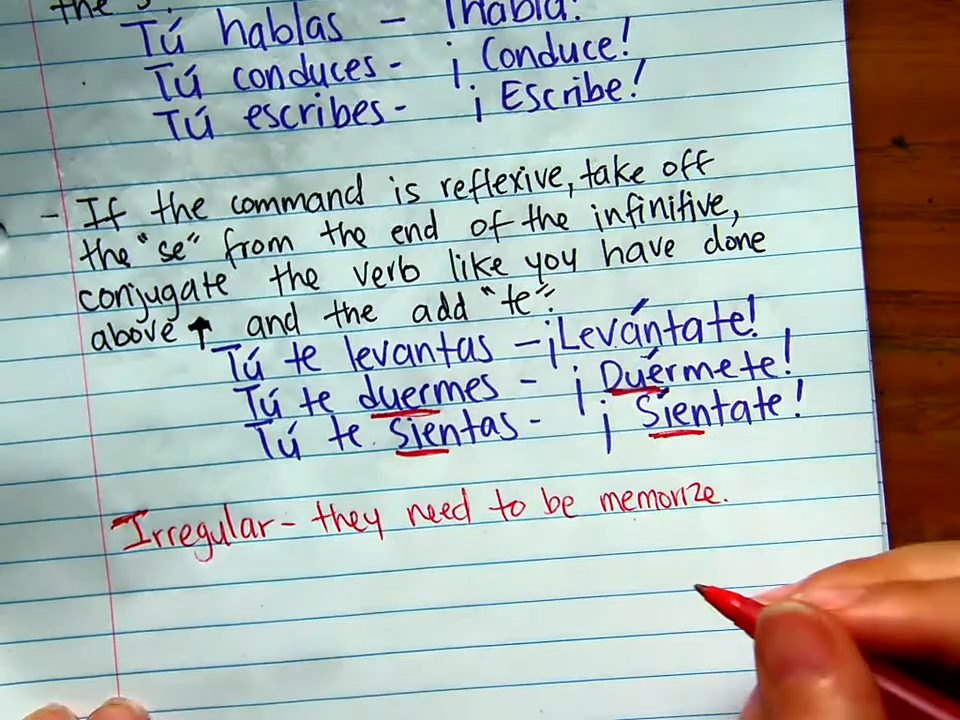 the
Tú hablas - ¡habla!
Tú conduces - ¡Conduce!
Tú escribes - ¡Escribe!
- If the command is reflexive, take off
the "se" from the end of the infinitive,
conjugate the verb like you have done
above ↑ and the add "te":
Tú te levantas - ¡Levántate!
Tú te duermes - ¡Duérmete!
Tú te sientas - ¡Sientate!
Irregular - they need to be memorize.